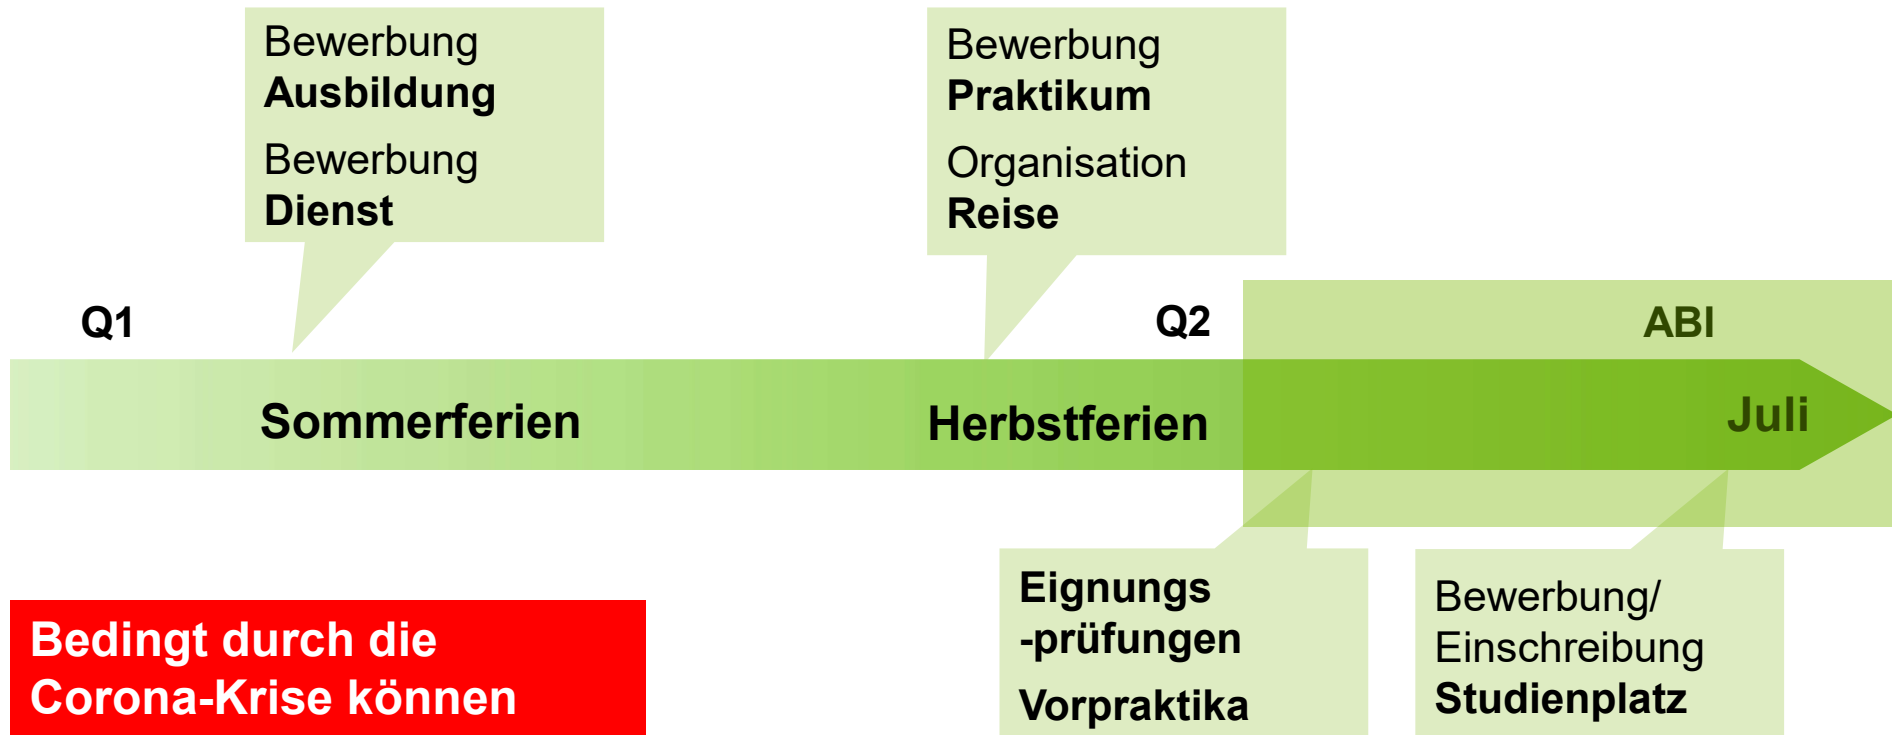 Bewerbung
Ausbildung
Bewerbung
Dienst
Bewerbung
Praktikum
Organisation
Reise
Q1
Q2
ABI
Sommerferien
Herbstferien
Juli
Eignungs
-prüfungen
Vorpraktika
Bewerbung/
Einschreibung
Studienplatz
Bedingt durch die
Corona-Krise können